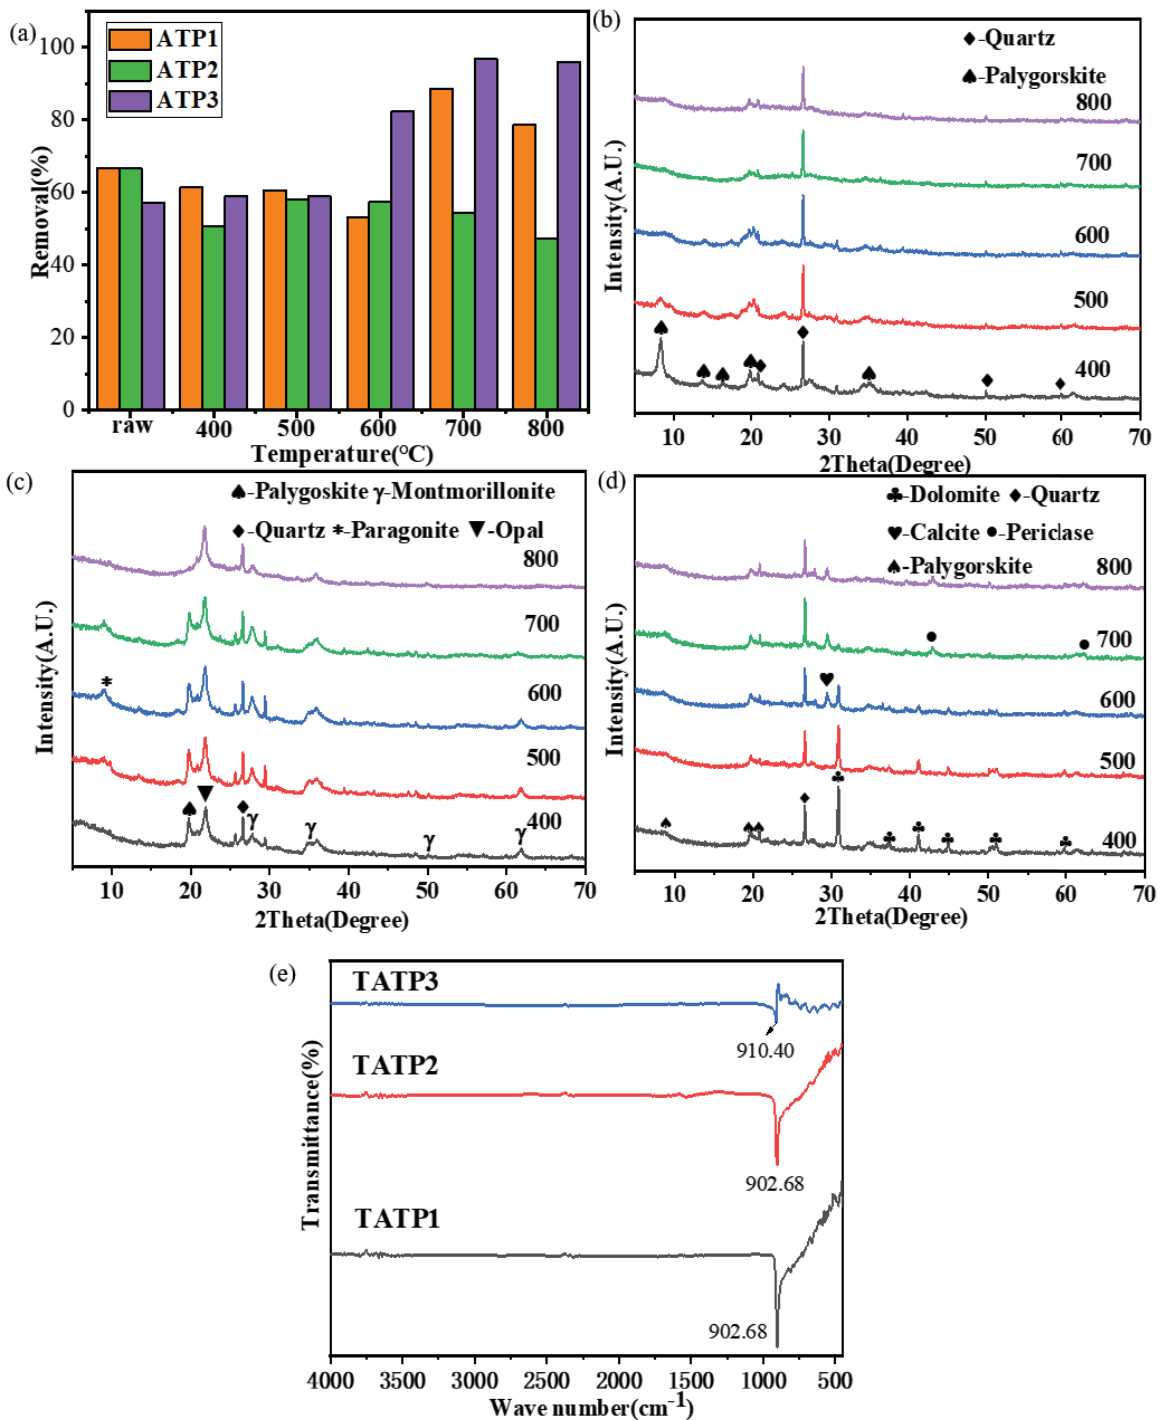 (a)
ATP1
ATP2
ATP3
Removal(%)
100
80
60
40
20
0
raw 400 500 600 700 800
Temperature(°C)
(b)
♦-Quartz
♠-Palygorskite
Intensity(A.U.)
800
700
600
500
400
10 20 30 40 50 60 70
2Theta(Degree)
(c)
♠-Palygoskite γ-Montmorillonite
♦-Quartz *-Paragonite ▼-Opal
Intensity(A.U.)
800
700
*
600
500
400
γ γ γ γ
10 20 30 40 50 60 70
2Theta(Degree)
(d)
♣-Dolomite ♦-Quartz
♥-Calcite ●-Periclase
♠-Palygorskite
Intensity(A.U.)
800
700
600
500
400
10 20 30 40 50 60 70
2Theta(Degree)
(e)
TATP3
910.40
TATP2
902.68
TATP1
902.68
Transmittance(%)
4000 3500 3000 2500 2000 1500 1000 500
Wave number(cm⁻¹)